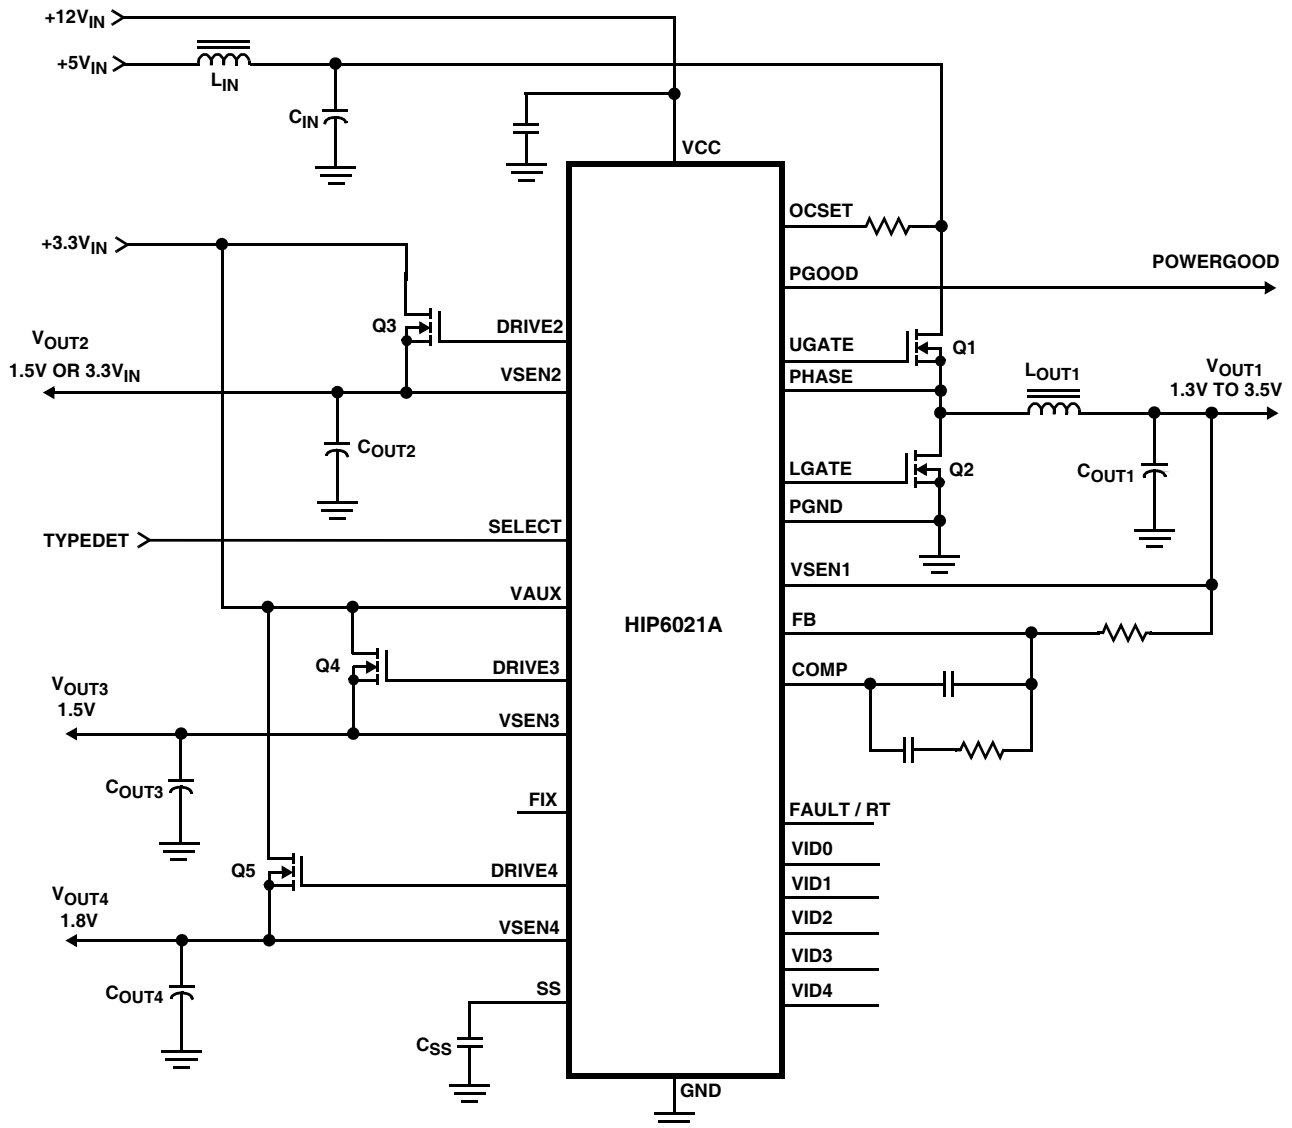 +12VIN
+5VIN
LIN
CIN
VCC
+3.3VIN
OCSET
PGOOD
POWERGOOD
Q3
DRIVE2
VOUT2
1.5V OR 3.3VIN
VSEN2
UGATE
Q1
PHASE
LOUT1
VOUT1
1.3V TO 3.5V
COUT2
LGATE
Q2
COUT1
PGND
TYPEDET
SELECT
VSEN1
VAUX
FB
HIP6021A
Q4
DRIVE3
COMP
VOUT3
1.5V
VSEN3
COUT3
FIX
FAULT / RT
VID0
Q5
DRIVE4
VID1
VOUT4
1.8V
VSEN4
VID2
VID3
COUT4
SS
VID4
CSS
GND